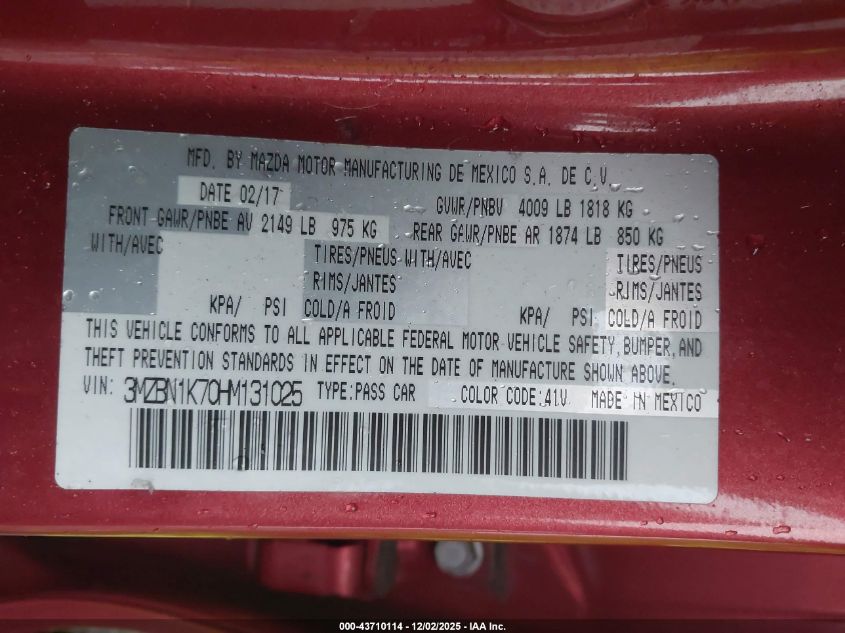 MFD. BY MAZDA MOTOR MANUFACTURING DE MEXICO S.A. DE C.V.
DATE 02/17
GVWR/PNBV 4009 LB 1818 KG
FRONT GAWR/PNBE AV 2149 LB 975 KG
REAR GAWR/PNBE AR 1874 LB 850 KG
WITH/AVEC TIRES/PNEUS WITH/AVEC TIRES/PNEUS
RIMS/JANTES RIMS/JANTES
KPA/ PSI COLD/A FROID KPA/ PSI COLD/A FROID
THIS VEHICLE CONFORMS TO ALL APPLICABLE FEDERAL MOTOR VEHICLE SAFETY, BUMPER, AND
THEFT PREVENTION STANDARDS IN EFFECT ON THE DATE OF MANUFACTURE SHOWN ABOVE.
VIN: 3MZBN1K70HM131025 TYPE:PASS CAR COLOR CODE:41V MADE IN MEXICO
000-43710114 - 12/02/2025 - IAA Inc.